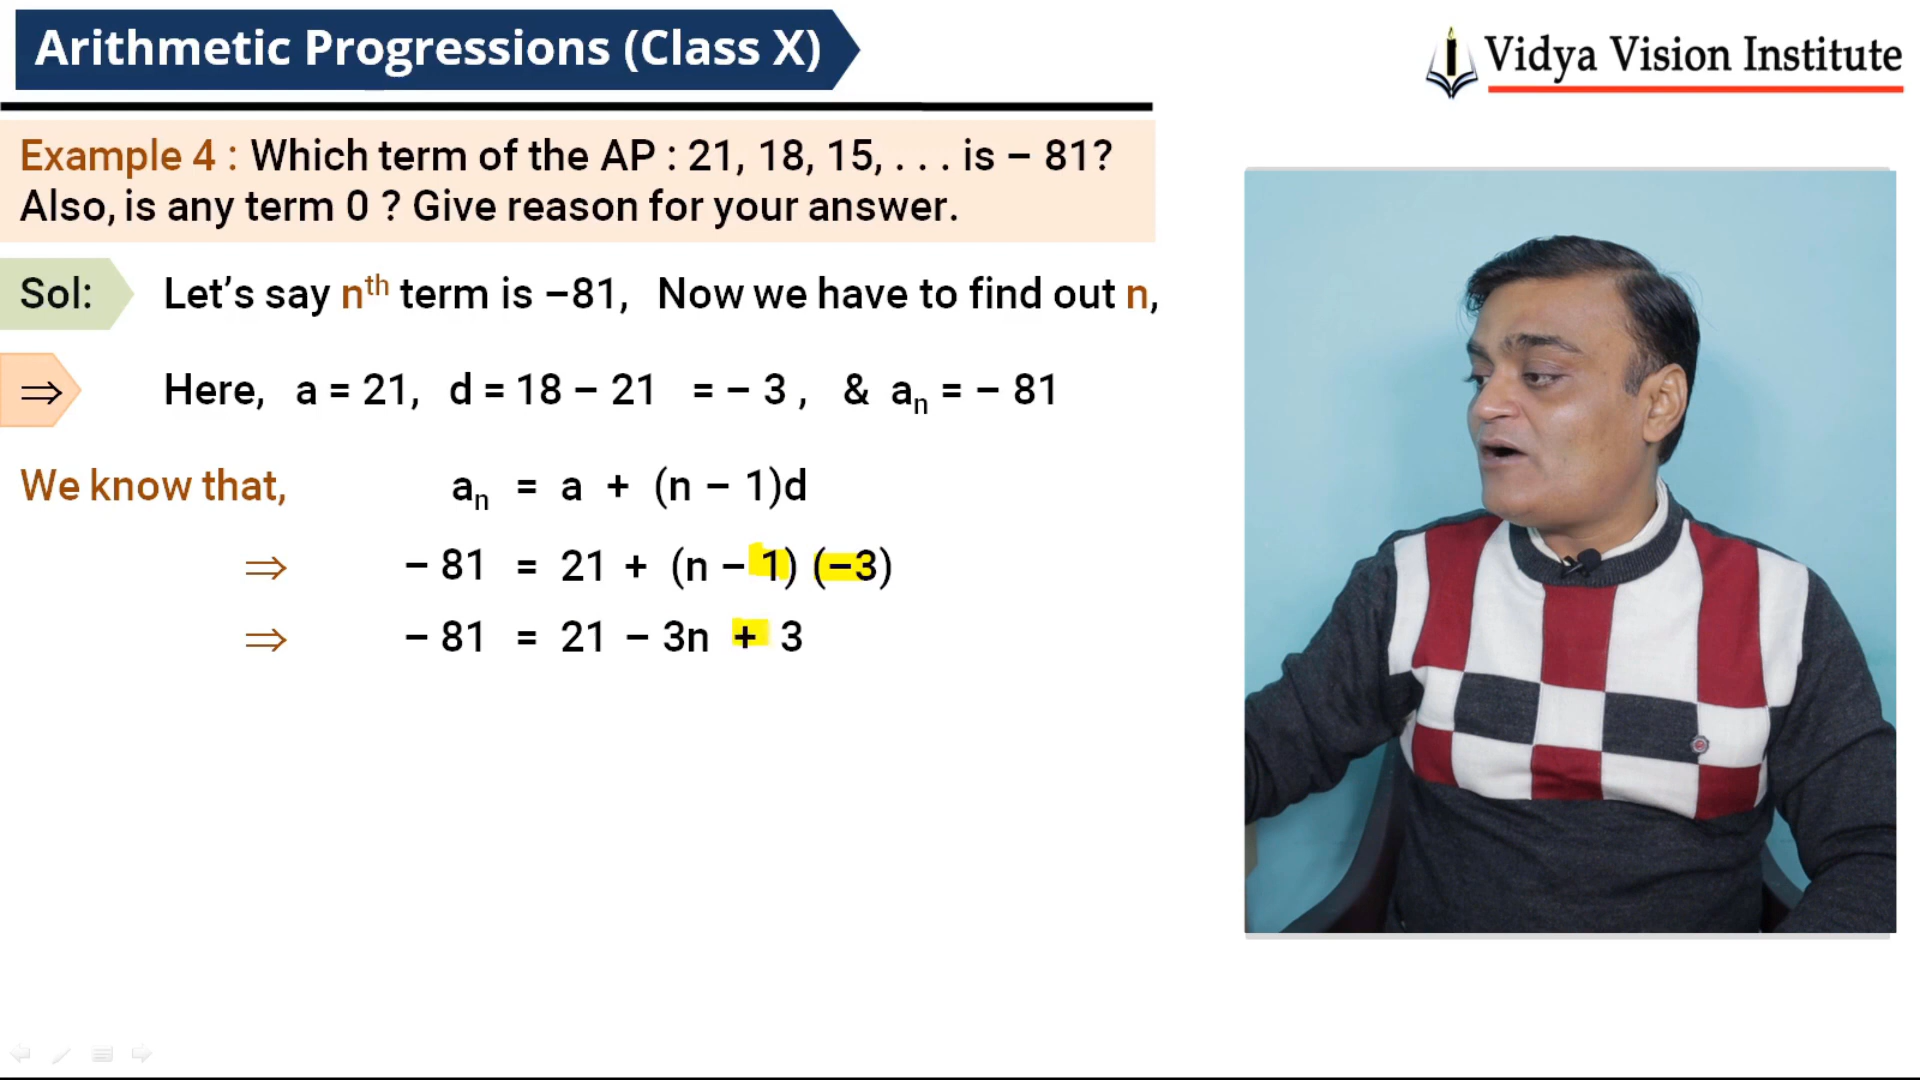 Arithmetic Progressions (Class X)
Vidya Vision Institute
Example 4 : Which term of the AP : 21, 18, 15, . . . is – 81?
Also, is any term 0 ? Give reason for your answer.
Sol: Let’s say nᵗʰ term is –81, Now we have to find out n,
⇒ Here, a = 21, d = 18 – 21 = – 3 , & aₙ = – 81
We know that, aₙ = a + (n – 1)d
⇒ – 81 = 21 + (n – 1) (–3)
⇒ – 81 = 21 – 3n + 3